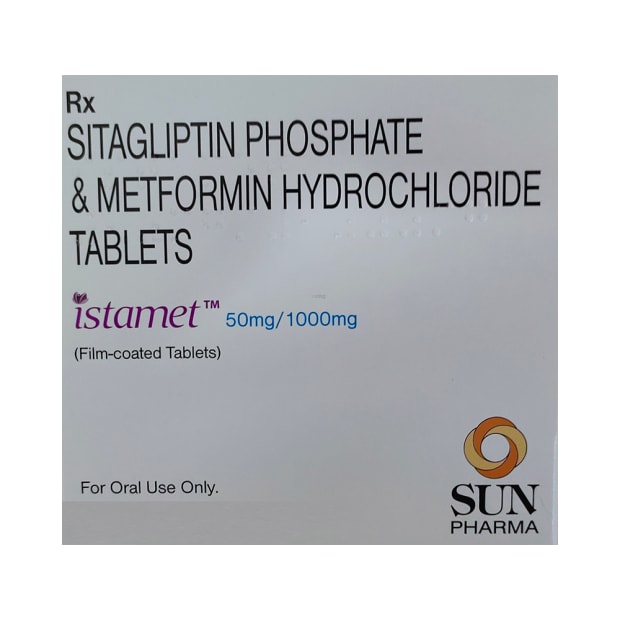 Rx
SITAGLIPTIN PHOSPHATE
& METFORMIN HYDROCHLORIDE
TABLETS
istamet™ 50mg/1000mg
(Film-coated Tablets)
For Oral Use Only.
SUN
PHARMA